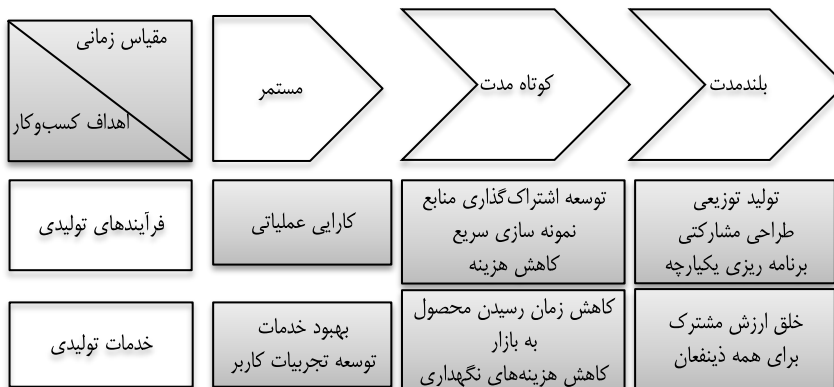 مقیاس زمانی
اهداف کسب‌وکار
مستمر
کوتاه مدت
بلندمدت
فرآیندهای تولیدی
کارایی عملیاتی
توسعه اشتراک‌گذاری منابع
نمونه سازی سریع
کاهش هزینه
تولید توزیعی
طراحی مشارکتی
برنامه ریزی یکپارچه
خدمات تولیدی
بهبود خدمات
توسعه تجربیات کاربر
کاهش زمان رسیدن محصول
به بازار
کاهش هزینه‌های نگهداری
خلق ارزش مشترک
برای همه ذینفعان